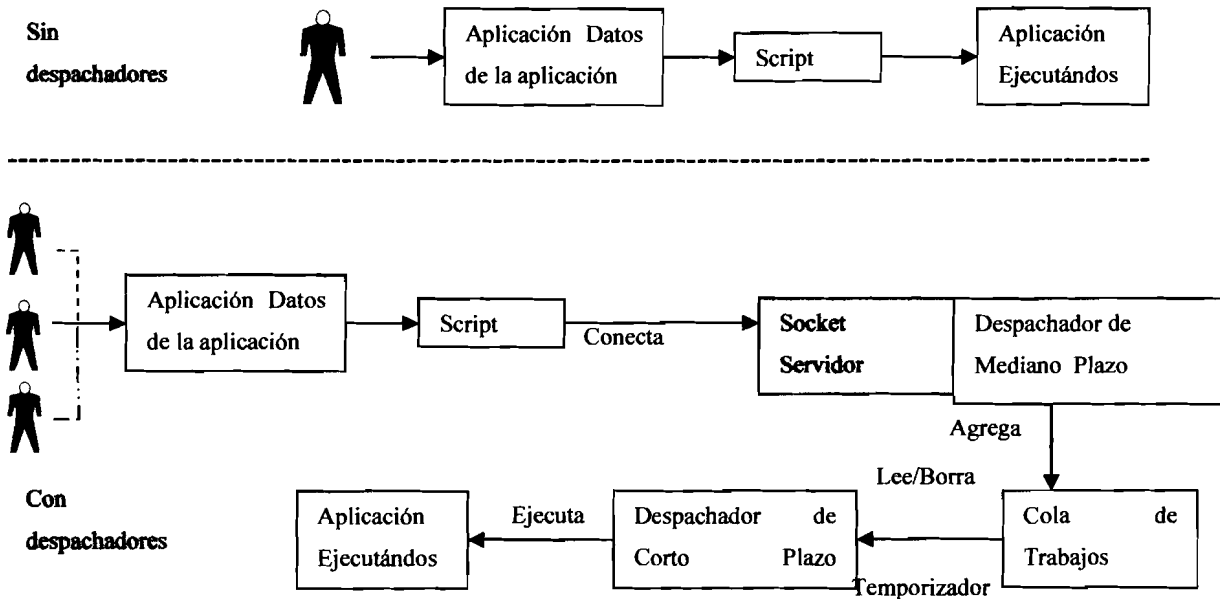 Sin
despachadores
Aplicación Datos
de la aplicación
Script
Aplicación
Ejecutándos
Aplicación Datos
de la aplicación
Script
Conecta
Socket
Servidor
Despachador de
Mediano Plazo
Agrega
Lee/Borra
Con
despachadores
Aplicación
Ejecutándos
Ejecuta
Despachador de
Corto Plazo
Temporizador
Cola de
Trabajos